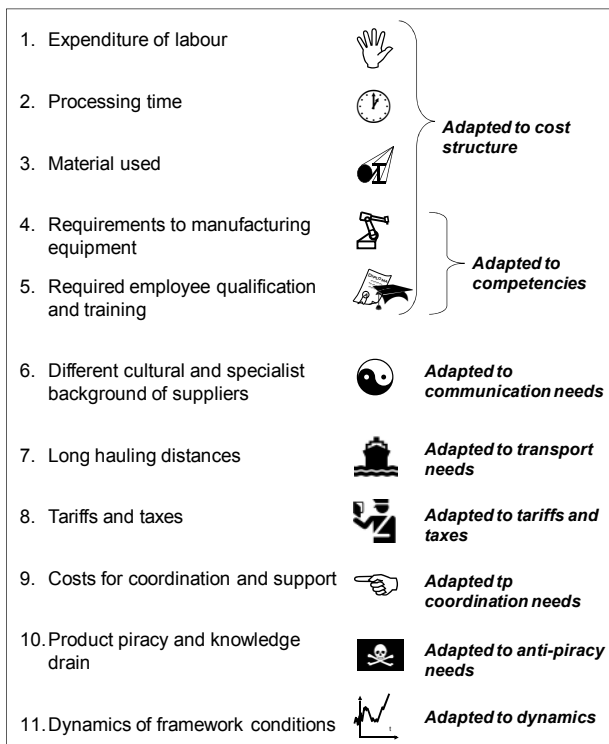 1. Expenditure of labour
2. Processing time
Adapted to cost
structure
3. Material used
4. Requirements to manufacturing
equipment
Adapted to
competencies
5. Required employee qualification
and training
6. Different cultural and specialist
background of suppliers
Adapted to
communication needs
7. Long hauling distances
Adapted to transport
needs
8. Tariffs and taxes
Adapted to tariffs and
taxes
9. Costs for coordination and support
Adapted tp
coordination needs
10. Product piracy and knowledge
drain
Adapted to anti-piracy
needs
11. Dynamics of framework conditions
t
Adapted to dynamics